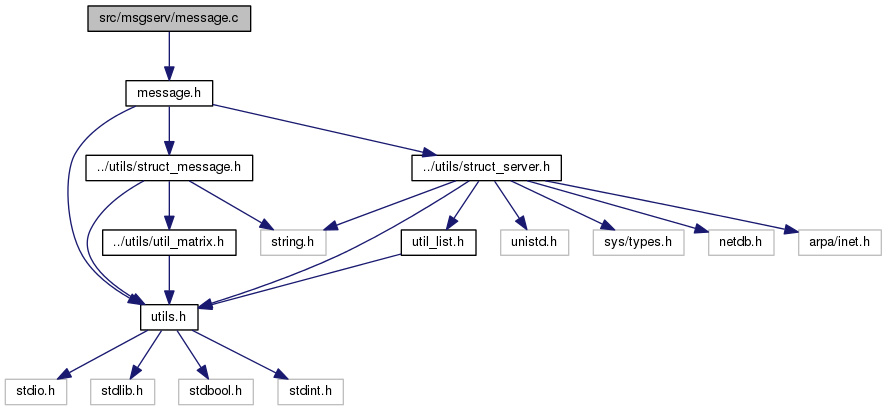 src/msgserv/message.c
message.h
../utils/struct_message.h
../utils/struct_server.h
../utils/util_matrix.h
string.h
util_list.h
unistd.h
sys/types.h
netdb.h
arpa/inet.h
utils.h
stdio.h
stdlib.h
stdbool.h
stdint.h